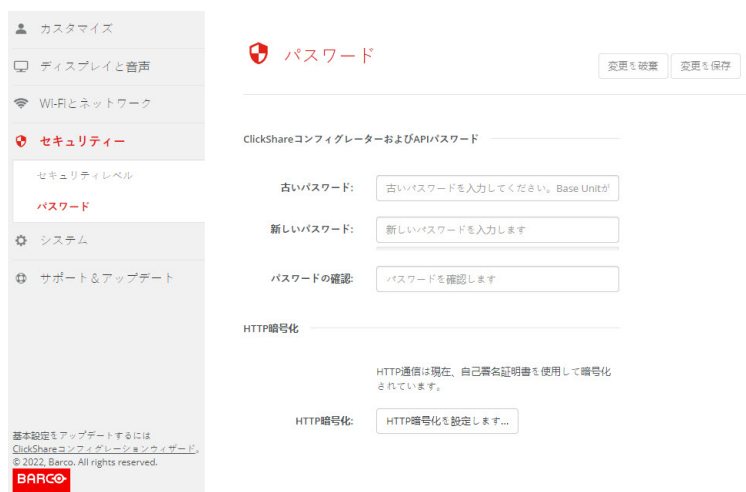 カスタマイズ
ディスプレイと音声
Wi-Fiとネットワーク
セキュリティー
セキュリティレベル
パスワード
システム
サポート＆アップデート
基本設定をアップデートするには
ClickShareコンフィグレーションウィザード。
© 2022, Barco. All rights reserved.
BARCO
パスワード
変更を破棄
変更を保存
ClickShareコンフィグレーターおよびAPIパスワード
古いパスワード:
古いパスワードを入力してください。Base Unitが
新しいパスワード:
新しいパスワードを入力します
パスワードの確認:
パスワードを確認します
HTTP暗号化
HTTP通信は現在、自己署名証明書を使用して暗号化
されています。
HTTP暗号化:
HTTP暗号化を設定します...